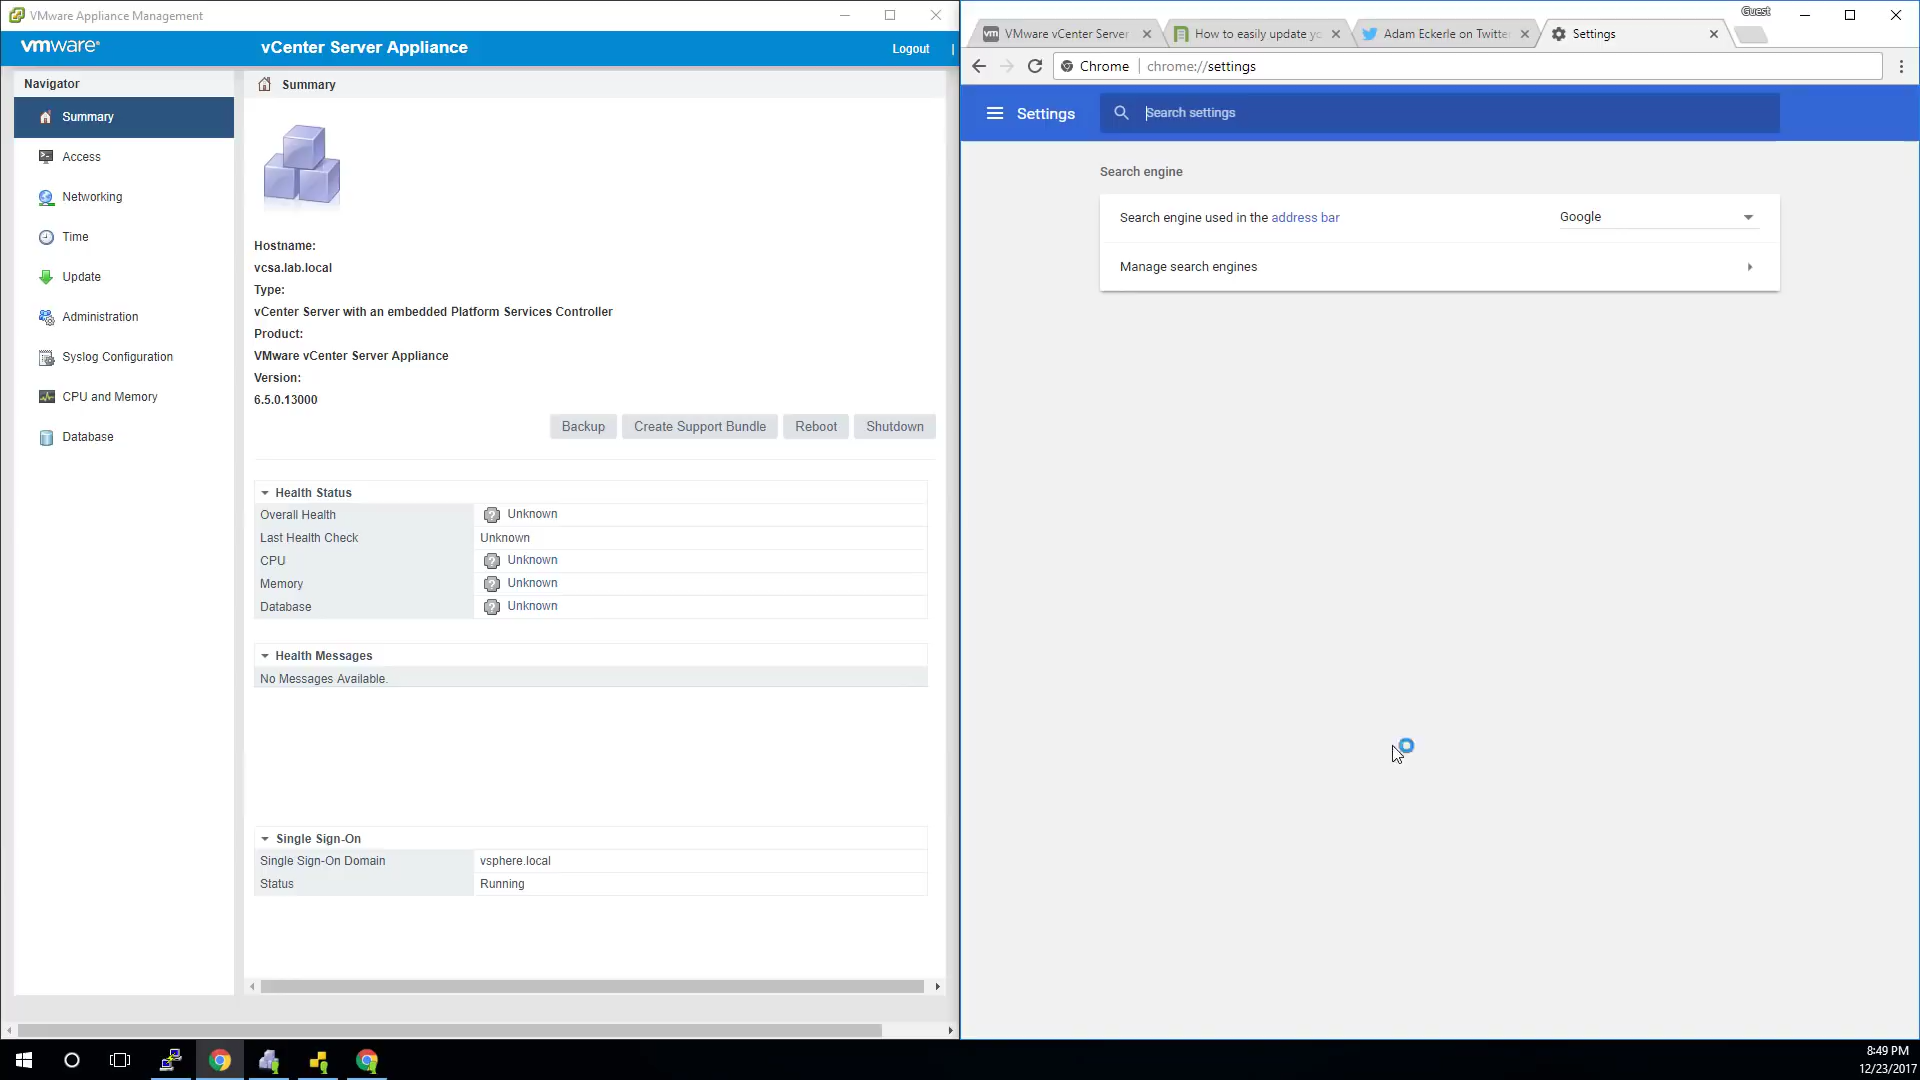 VMware Appliance Management
vmware®
vCenter Server Appliance
Logout
Navigator
Summary
Access
Networking
Time
Update
Administration
Syslog Configuration
CPU and Memory
Database
Summary
Hostname:
vcsa.lab.local
Type:
vCenter Server with an embedded Platform Services Controller
Product:
VMware vCenter Server Appliance
Version:
6.5.0.13000
Backup Create Support Bundle Reboot Shutdown
Health Status
Overall Health Unknown
Last Health Check Unknown
CPU Unknown
Memory Unknown
Database Unknown
Health Messages
No Messages Available.
Single Sign-On
Single Sign-On Domain vsphere.local
Status Running
Guest
vm VMware vCenter Server
How to easily update yo
Adam Eckerle on Twitte
Settings
Chrome chrome://settings
Settings
Search settings
Search engine
Search engine used in the address bar Google
Manage search engines
8:49 PM
12/23/2017